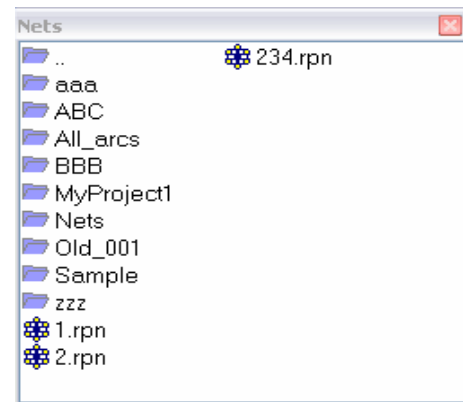 Nets
..
aaa
ABC
All_arcs
BBB
MyProject1
Nets
Old_001
Sample
zzz
1.rpn
2.rpn
234.rpn